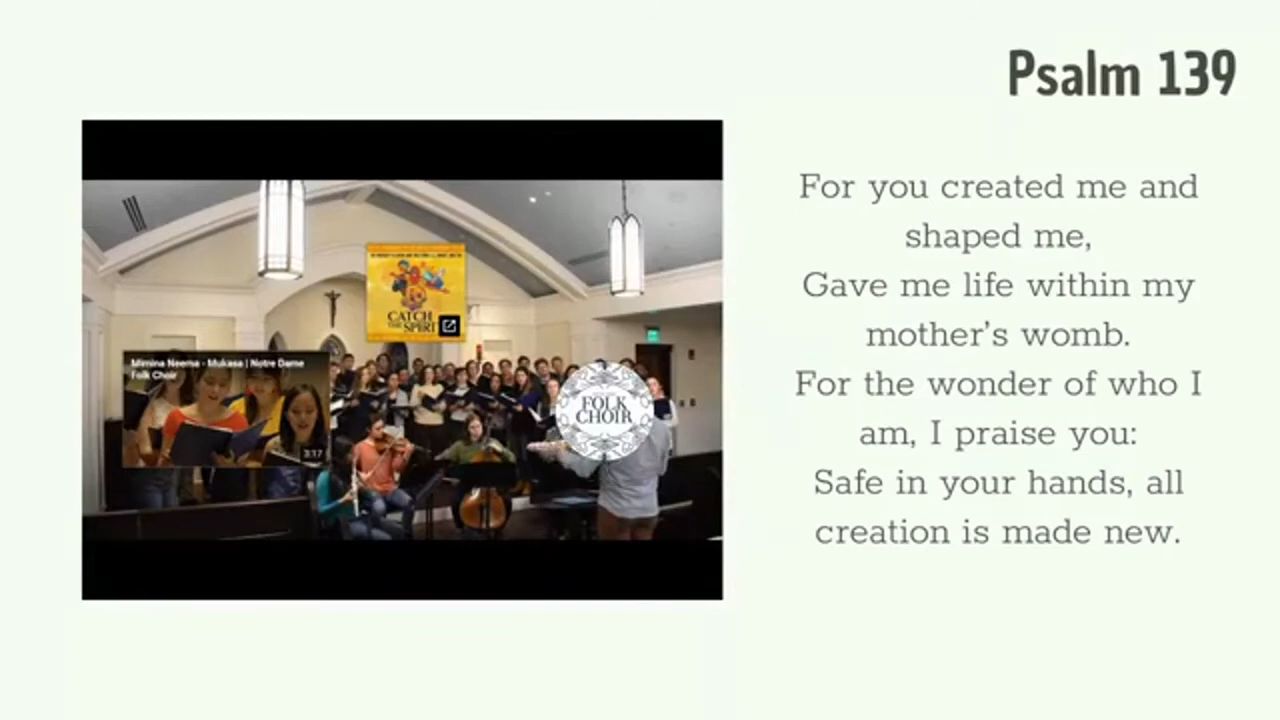 Psalm 139
For you created me and
shaped me,
Gave me life within my
mother's womb.
For the wonder of who I
am, I praise you:
Safe in your hands, all
creation is made new.
CATCH
THE SPIRIT
Mimina Neema - Mukasa | Notre Dame
Folk Choir
3:17
FOLK
CHOIR